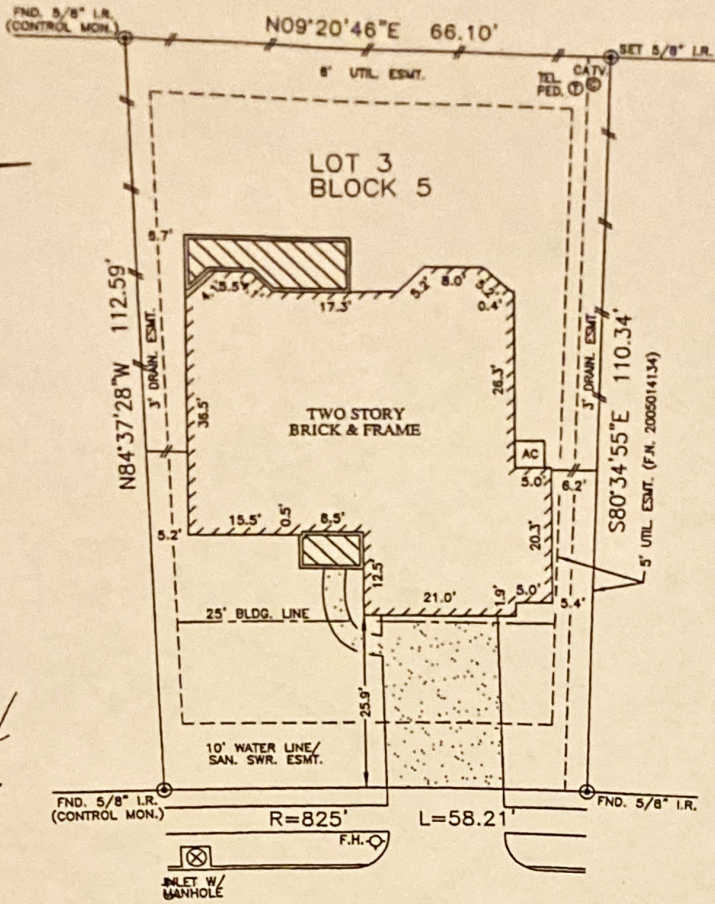 FND. 5/8" I.R.
(CONTROL MON.)
N09°20'46"E 66.10'
SET 5/8" I.R.
6' UTIL. ESMT.
TEL. PED. T
CATV. C
LOT 3
BLOCK 5
6.7'
5.5'
17.3'
5.2'
8.0'
5.2'
0.4'
N84°37'28"W 112.59'
3' DRAIN. ESMT.
36.5'
TWO STORY
BRICK & FRAME
26.3'
3' DRAIN. ESMT.
S80°34'55"E 110.34'
5' UTIL. ESMT. (F.N. 2005014134)
AC
5.0'
6.2'
5.2'
15.5'
0.5'
20.3'
12.5'
21.0'
1.9'
5.0'
5.4'
25' BLDG. LINE
25.9'
10' WATER LINE/
SAN. SWR. ESMT.
FND. 5/8" I.R.
(CONTROL MON.)
R=825'
L=58.21'
FND. 5/8" I.R.
F.H.
INLET W/
MANHOLE